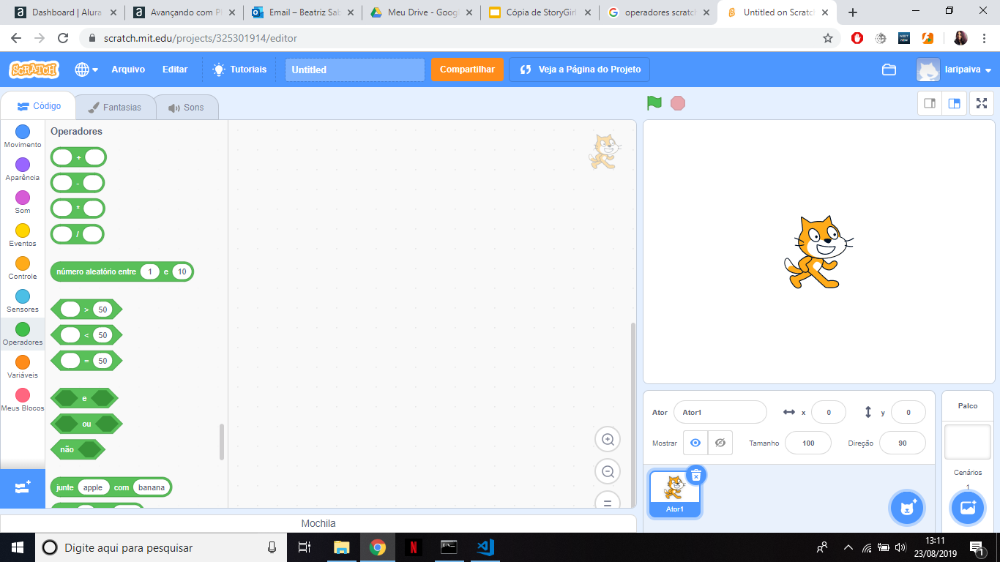 Dashboard | Alura
Avançando com P
Email – Beatriz Sab
Meu Drive - Goog
Cópia de StoryGirl
operadores scratch
Untitled on Scratch
scratch.mit.edu/projects/325301914/editor
SCRATCH
Arquivo
Editar
Tutoriais
Untitled
Compartilhar
Veja a Página do Projeto
laripaiva
Código
Fantasias
Sons
Movimento
Aparência
Som
Eventos
Controle
Sensores
Operadores
Variáveis
Meus Blocos
Operadores
+
-
*
/
número aleatório entre 1 e 10
> 50
< 50
= 50
e
ou
não
junte apple com banana
Mochila
Ator Ator1 x 0 y 0
Mostrar Tamanho 100 Direção 90
Ator1
Palco
Cenários
1
Digite aqui para pesquisar
13:11
23/08/2019
1